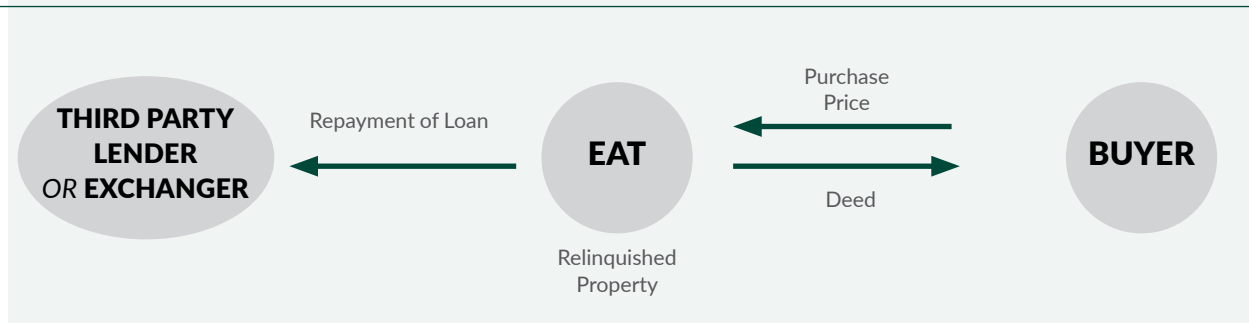 THIRD PARTY
LENDER
OR EXCHANGER
Repayment of Loan
EAT
Relinquished
Property
Purchase
Price
Deed
BUYER